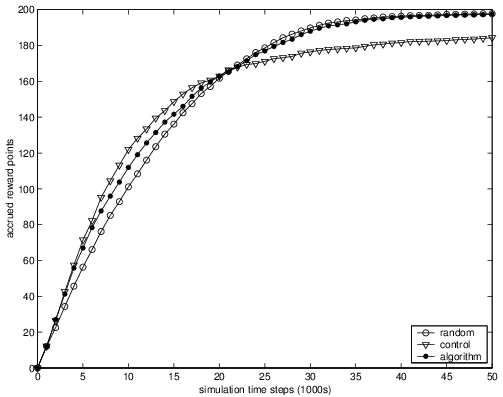 200
180
160
140
120
100
80
60
40
20
0
accrued reward points
0 5 10 15 20 25 30 35 40 45 50
simulation time steps (1000s)
random
control
algorithm